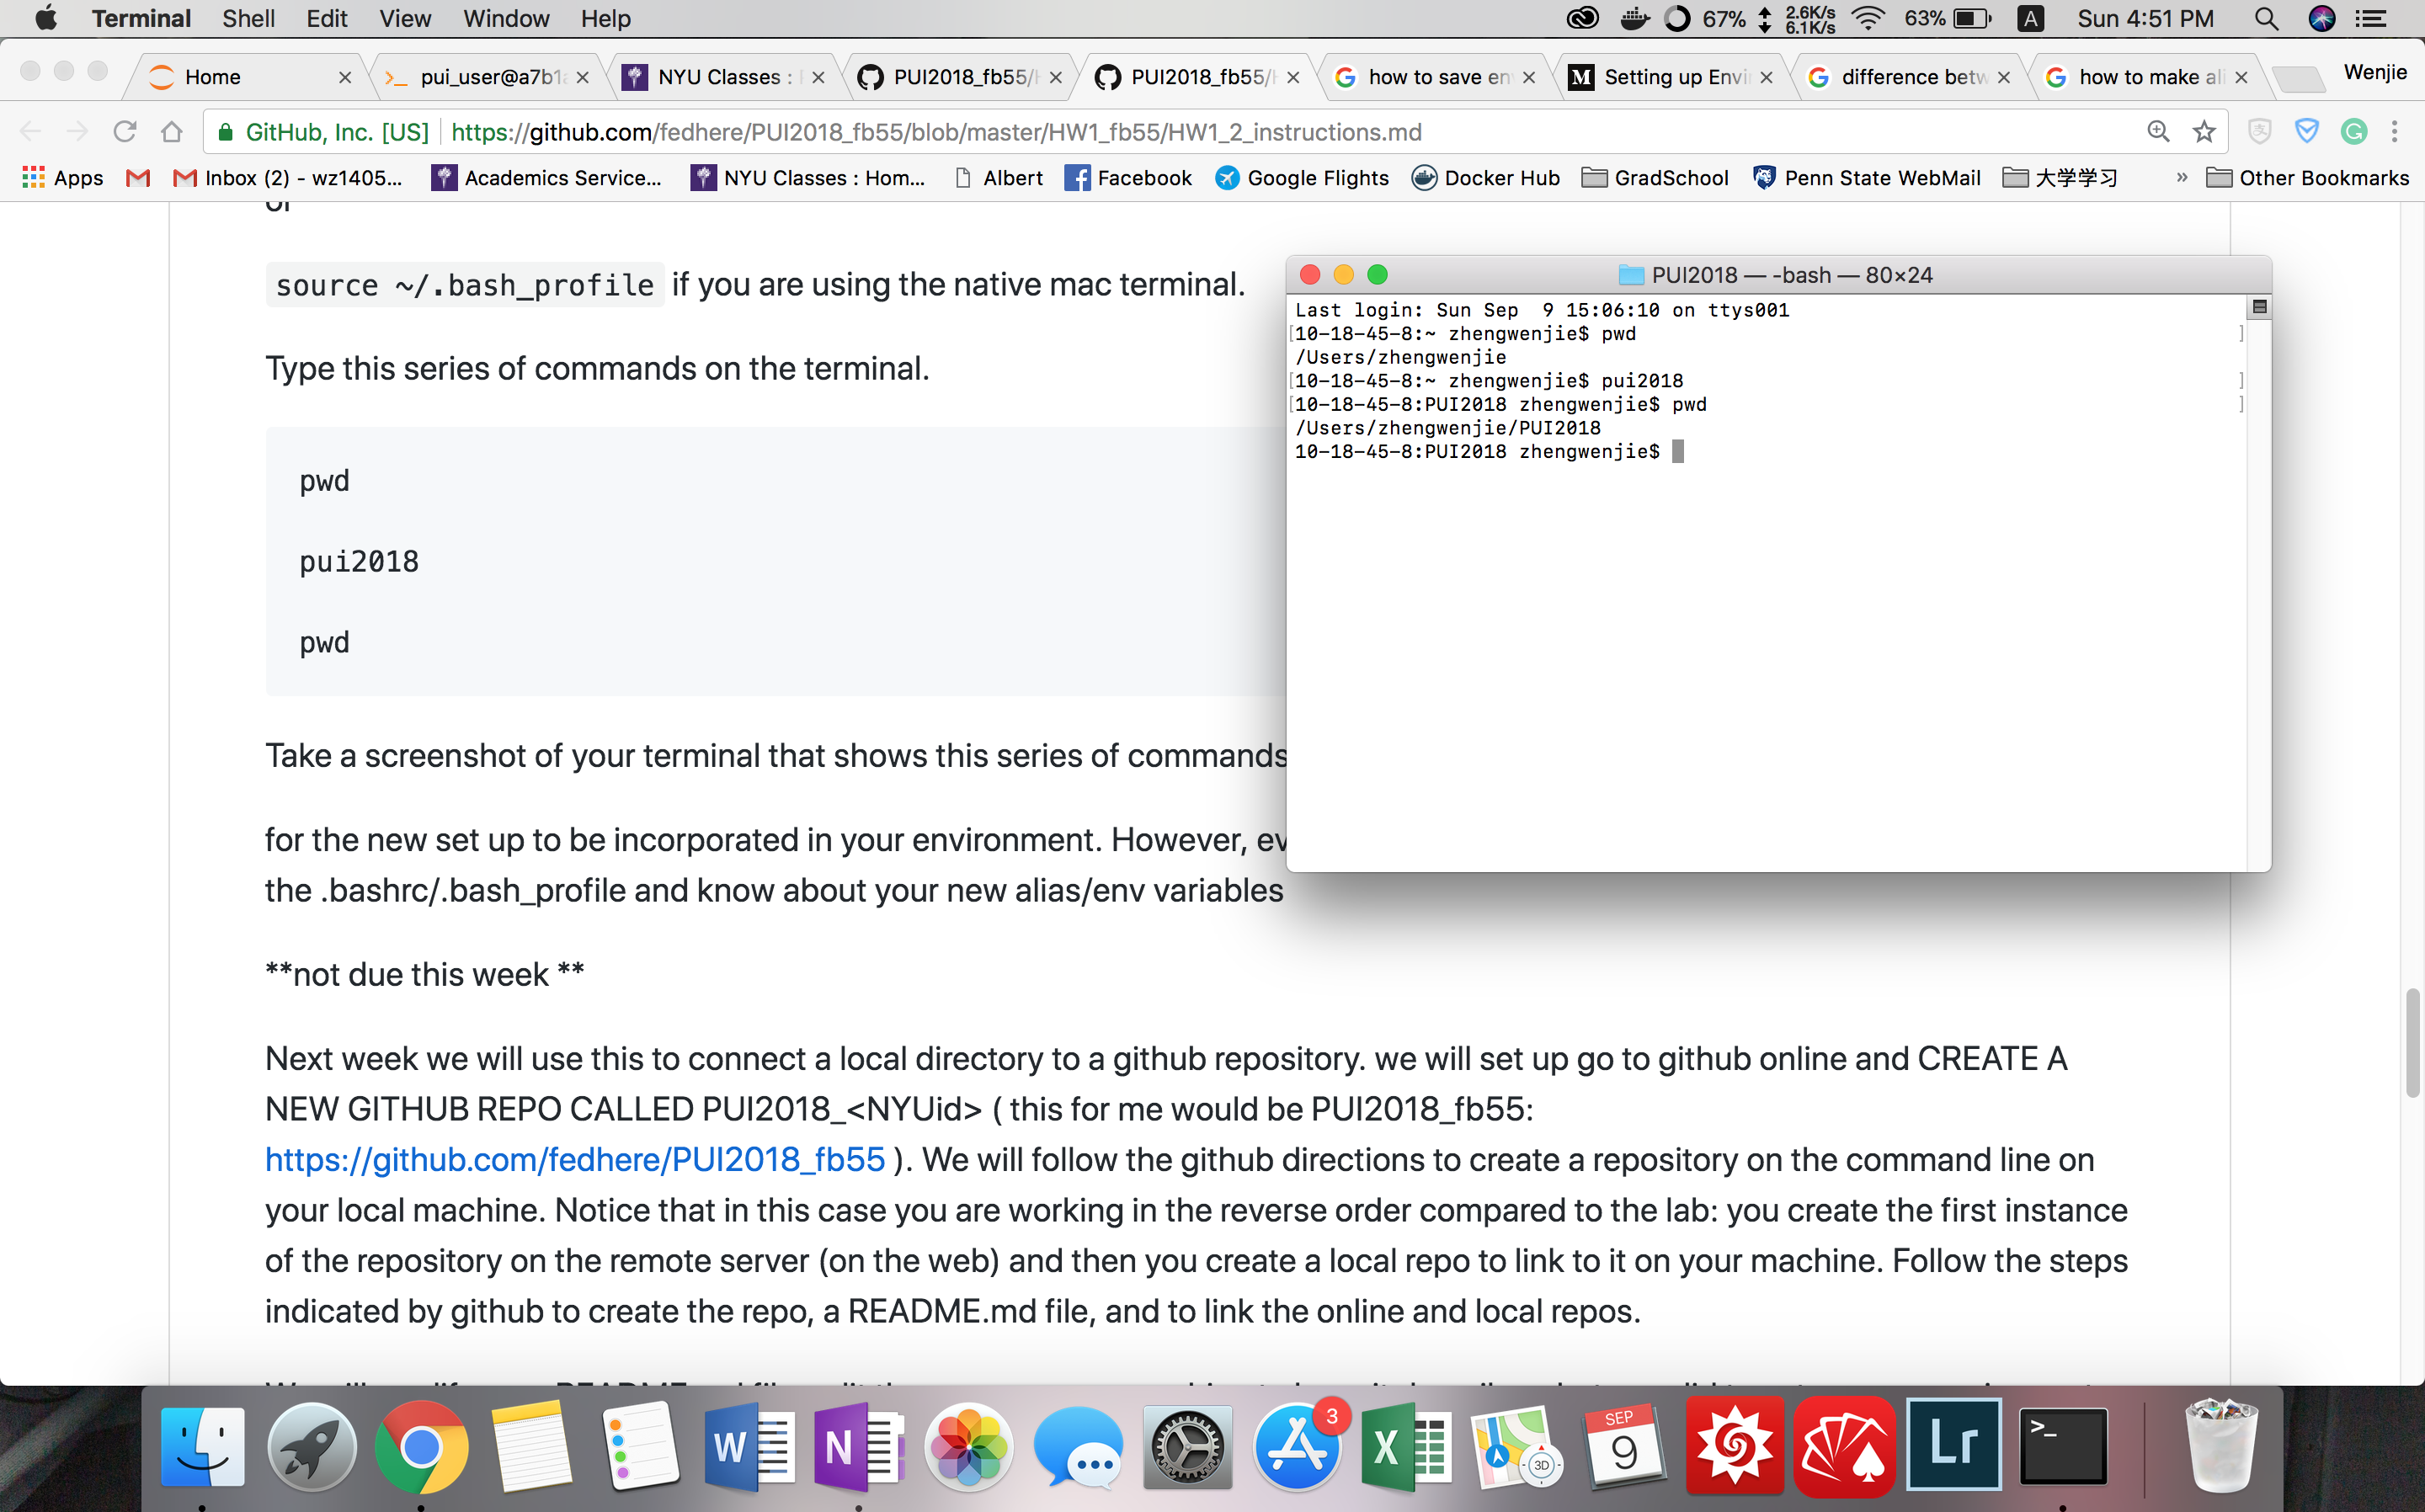 Terminal Shell Edit View Window Help 67% 2.6K/s 6.1K/s 63% A Sun 4:51 PM
Home pui_user@a7b1 NYU Classes : PUI2018_fb55/ PUI2018_fb55/ how to save en Setting up Envi difference betw how to make ali Wenjie
GitHub, Inc. [US] https://github.com/fedhere/PUI2018_fb55/blob/master/HW1_fb55/HW1_2_instructions.md
Apps Inbox (2) - wz1405... Academics Service... NYU Classes : Hom... Albert Facebook Google Flights Docker Hub GradSchool Penn State WebMail 大学学习 » Other Bookmarks
or
source ~/.bash_profile if you are using the native mac terminal.
Type this series of commands on the terminal.
pwd
pui2018
pwd
Take a screenshot of your terminal that shows this series of commands
for the new set up to be incorporated in your environment. However, ev
the .bashrc/.bash_profile and know about your new alias/env variables
**not due this week **
Next week we will use this to connect a local directory to a github repository. we will set up go to github online and CREATE A
NEW GITHUB REPO CALLED PUI2018_<NYUid> ( this for me would be PUI2018_fb55:
https://github.com/fedhere/PUI2018_fb55 ). We will follow the github directions to create a repository on the command line on
your local machine. Notice that in this case you are working in the reverse order compared to the lab: you create the first instance
of the repository on the remote server (on the web) and then you create a local repo to link to it on your machine. Follow the steps
indicated by github to create the repo, a README.md file, and to link the online and local repos.
PUI2018 — -bash — 80×24
Last login: Sun Sep  9 15:06:10 on ttys001
[10-18-45-8:~ zhengwenjie$ pwd ]
/Users/zhengwenjie
[10-18-45-8:~ zhengwenjie$ pui2018 ]
[10-18-45-8:PUI2018 zhengwenjie$ pwd ]
/Users/zhengwenjie/PUI2018
10-18-45-8:PUI2018 zhengwenjie$
W N 3 X 3D SEP 9 Lr >_